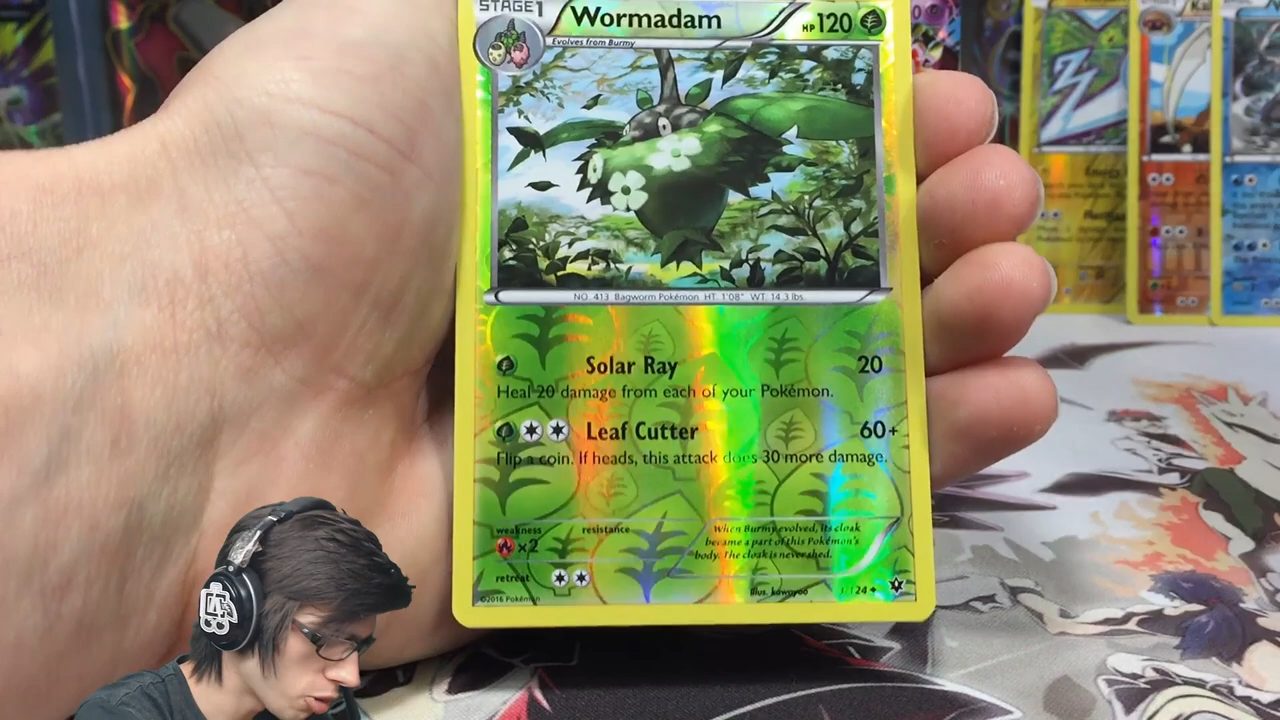 STAGE1
Wormadam
HP 120
Evolves from Burmy
NO. 413 Bagworm Pokémon HT: 1'08" WT: 14.3 lbs.
Solar Ray 20
Heal 20 damage from each of your Pokémon.
Leaf Cutter 60+
Flip a coin. If heads, this attack does 30 more damage.
weakness resistance
×2
When Burmy evolved, its cloak
became a part of this Pokémon's
body. The cloak is never shed.
retreat
©2016 Pokémon
Illus. kawayoo
/124